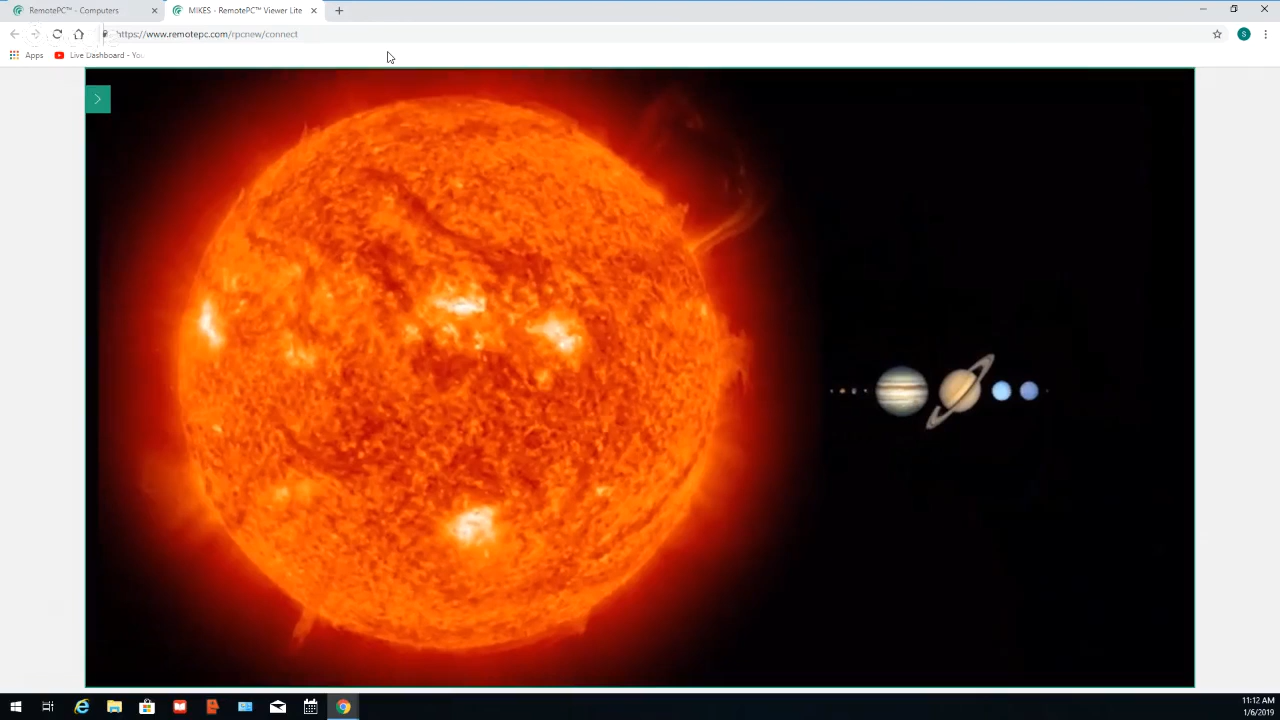 RemotePC™ - Computers
MIKES - RemotePC™ Viewer Lite
https://www.remotepc.com/rpcnew/connect
S
Apps
Live Dashboard - You
11:12 AM
1/6/2019